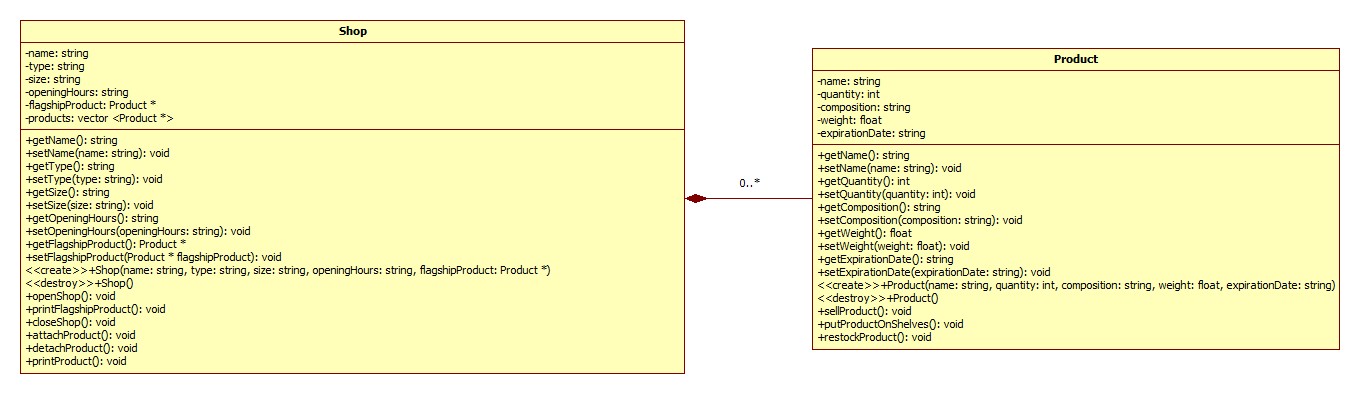 Shop
-name: string
-type: string
-size: string
-openingHours: string
-flagshipProduct: Product *
-products: vector <Product *>
+getName(): string
+setName(name: string): void
+getType(): string
+setType(type: string): void
+getSize(): string
+setSize(size: string): void
+getOpeningHours(): string
+setOpeningHours(openingHours: string): void
+getFlagshipProduct(): Product *
+setFlagshipProduct(Product * flagshipProduct): void
<<create>>+Shop(name: string, type: string, size: string, openingHours: string, flagshipProduct: Product *)
<<destroy>>+Shop()
+openShop(): void
+printFlagshipProduct(): void
+closeShop(): void
+attachProduct(): void
+detachProduct(): void
+printProduct(): void
0..*
Product
-name: string
-quantity: int
-composition: string
-weight: float
-expirationDate: string
+getName(): string
+setName(name: string): void
+getQuantity(): int
+setQuantity(quantity: int): void
+getComposition(): string
+setComposition(composition: string): void
+getWeight(): float
+setWeight(weight: float): void
+getExpirationDate(): string
+setExpirationDate(expirationDate: string): void
<<create>>+Product(name: string, quantity: int, composition: string, weight: float, expirationDate: string)
<<destroy>>+Product()
+sellProduct(): void
+putProductOnShelves(): void
+restockProduct(): void